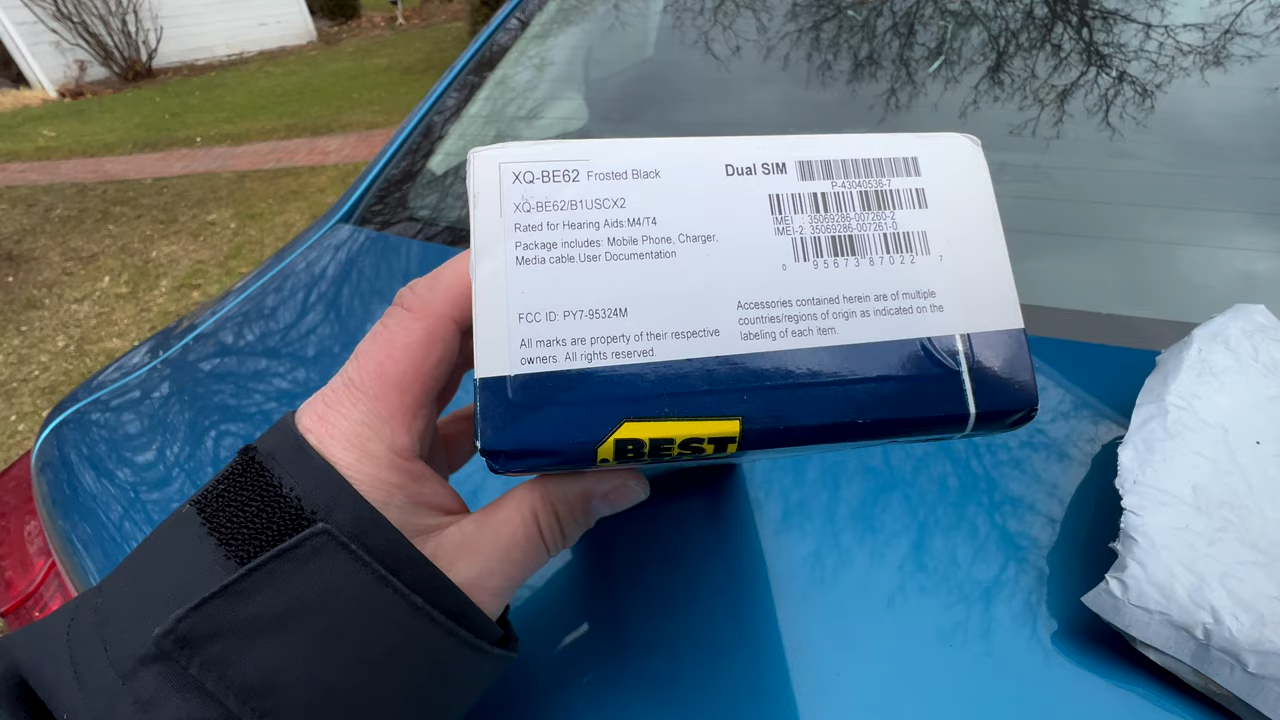 XQ-BE62 Frosted Black
XQ-BE62/B1USCX2
Rated for Hearing Aids:M4/T4
Package includes: Mobile Phone, Charger,
Media cable,User Documentation
FCC ID: PY7-95324M
All marks are property of their respective
owners. All rights reserved.
Dual SIM
P-43040536-7
IMEI : 35069286-007260-2
IMEI-2: 35069286-007261-0
0 95673 87022 7
Accessories contained herein are of multiple
countries/regions of origin as indicated on the
labeling of each item.
BEST